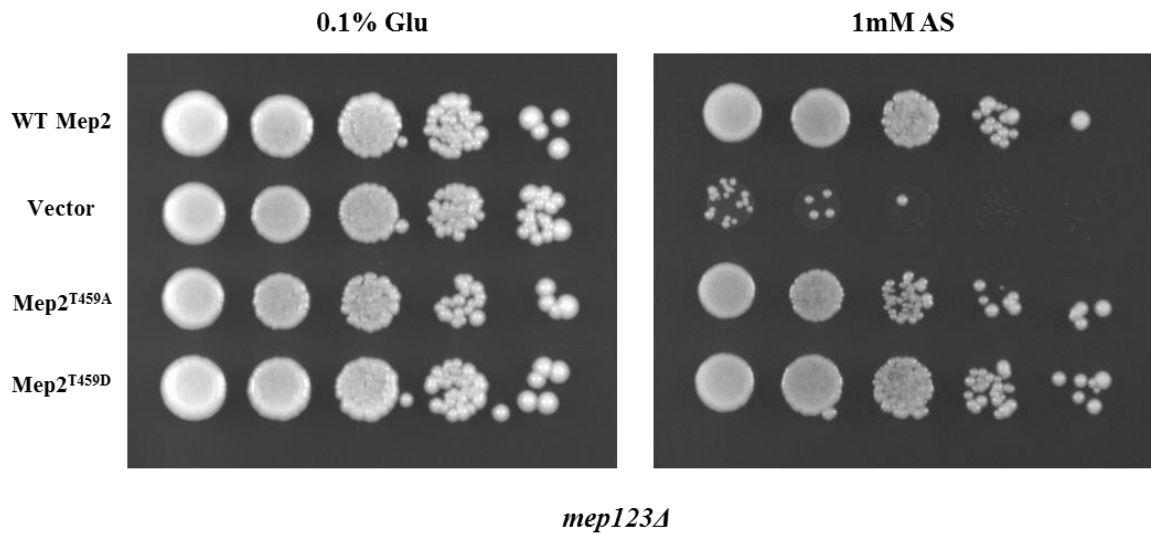 0.1% Glu
1mM AS
WT Mep2
Vector
Mep2T459A
Mep2T459D
mep123Δ